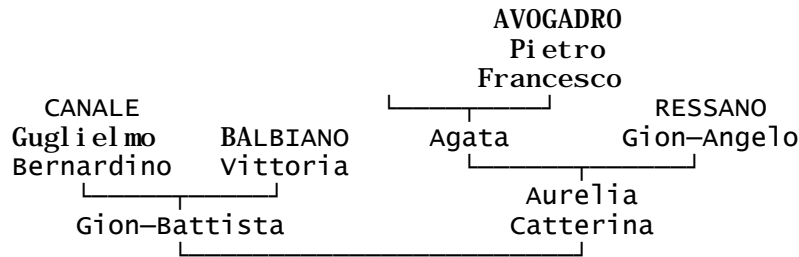 AVOGADRO
Pietro
Francesco
CANALE RESSANO
Guglielmo BALBIANO Agata Gion—Angelo
Bernardino Vittoria
Aurelia
Gion—Battista Catterina